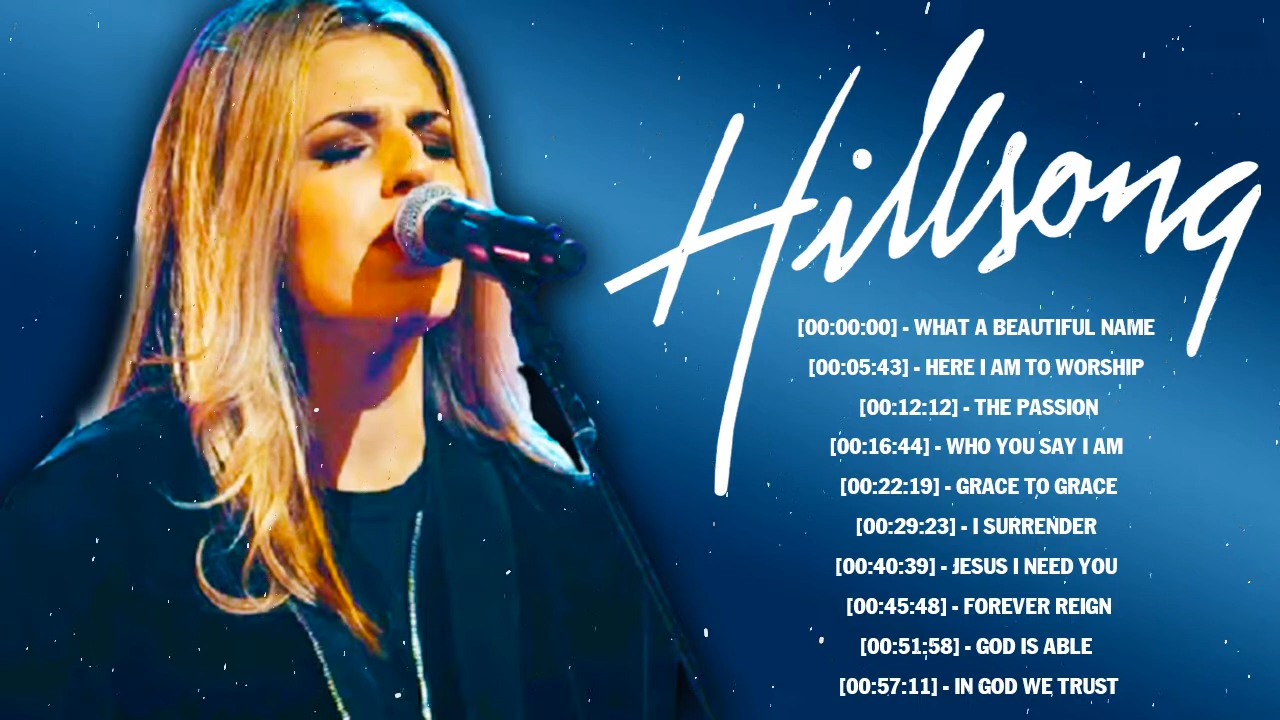 Hillsong
[00:00:00] - WHAT A BEAUTIFUL NAME
[00:05:43] - HERE I AM TO WORSHIP
[00:12:12] - THE PASSION
[00:16:44] - WHO YOU SAY I AM
[00:22:19] - GRACE TO GRACE
[00:29:23] - I SURRENDER
[00:40:39] - JESUS I NEED YOU
[00:45:48] - FOREVER REIGN
[00:51:58] - GOD IS ABLE
[00:57:11] - IN GOD WE TRUST